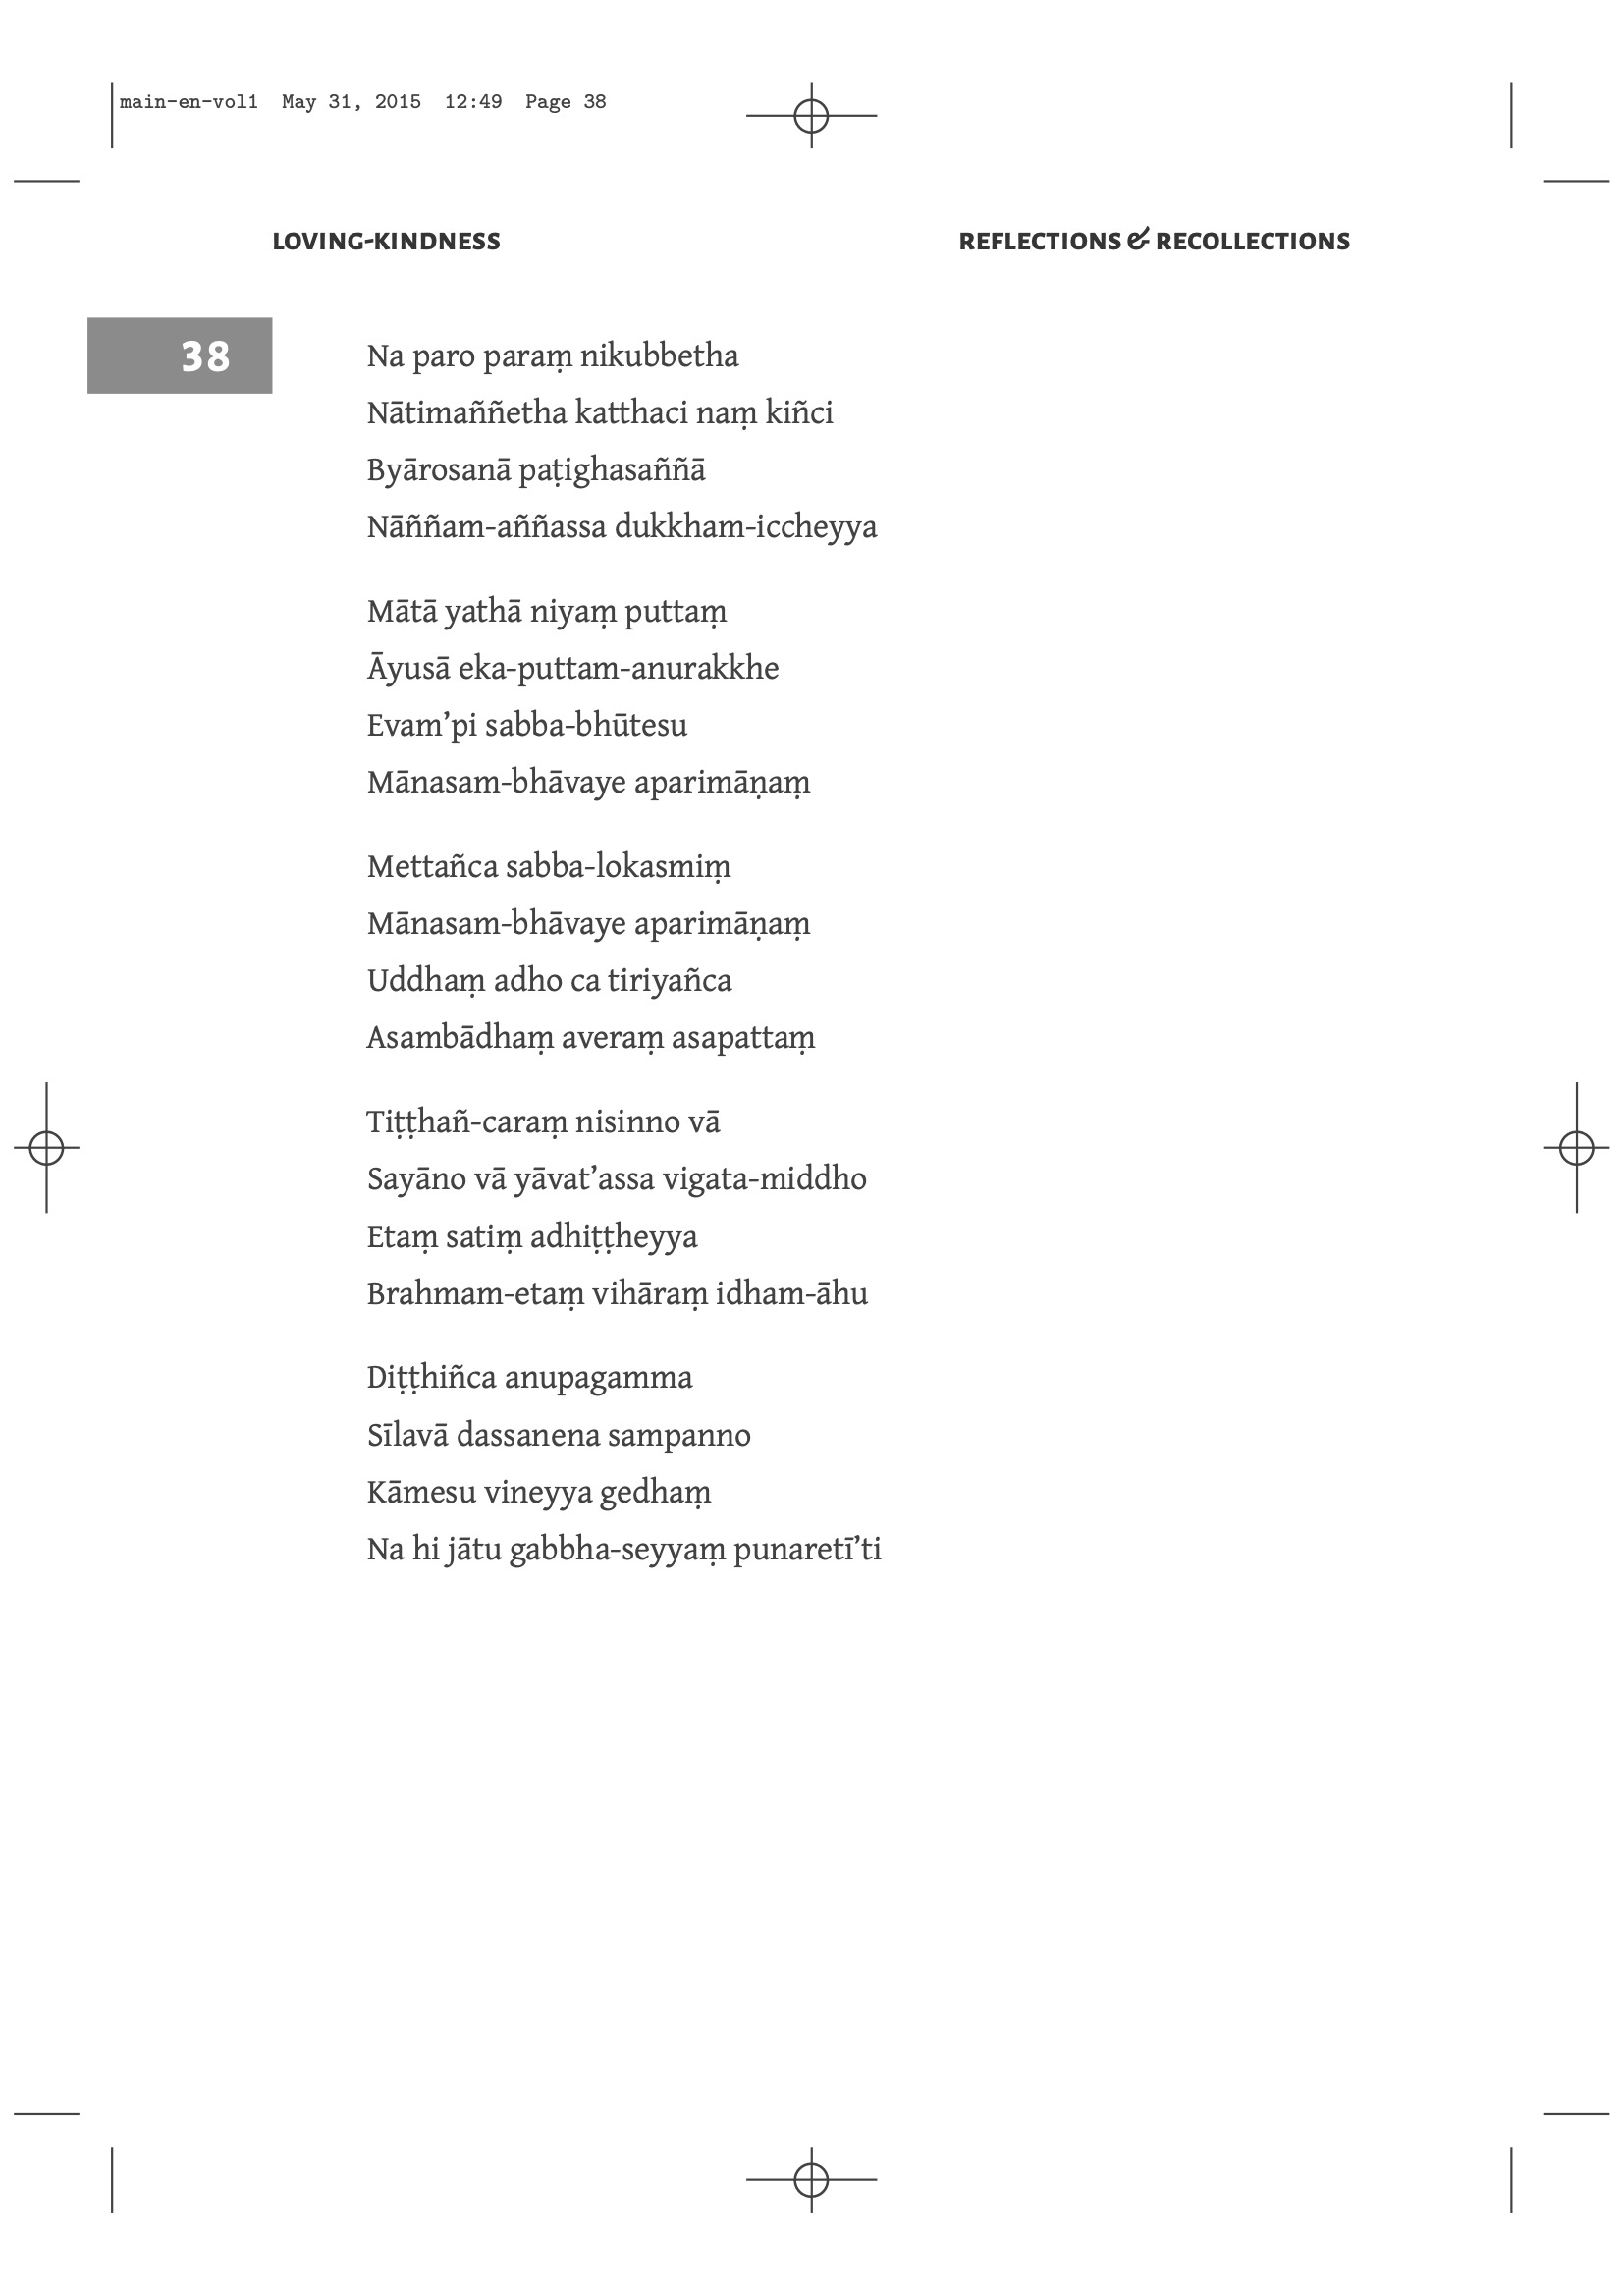 main-en-vol1 May 31, 2015 12:49 Page 38
LOVING-KINDNESS REFLECTIONS & RECOLLECTIONS
38
Na paro paraṃ nikubbetha
Nātimaññetha katthaci naṃ kiñci
Byārosanā paṭighasaññā
Nāññam-aññassa dukkham-iccheyya
Mātā yathā niyaṃ puttaṃ
Āyusā eka-puttam-anurakkhe
Evam’pi sabba-bhūtesu
Mānasam-bhāvaye aparimāṇaṃ
Mettañca sabba-lokasmiṃ
Mānasam-bhāvaye aparimāṇaṃ
Uddhaṃ adho ca tiriyañca
Asambādhaṃ averaṃ asapattaṃ
Tiṭṭhañ-caraṃ nisinno vā
Sayāno vā yāvat’assa vigata-middho
Etaṃ satiṃ adhiṭṭheyya
Brahmam-etaṃ vihāraṃ idham-āhu
Diṭṭhiñca anupagamma
Sīlavā dassanena sampanno
Kāmesu vineyya gedhaṃ
Na hi jātu gabbha-seyyaṃ punaretī’ti